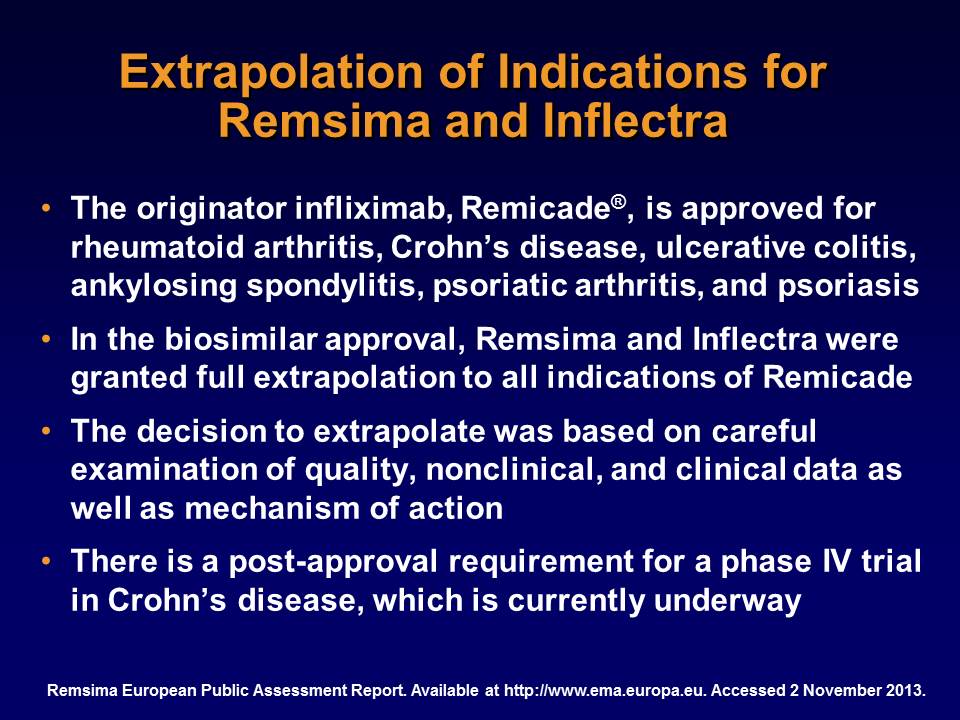 Extrapolation of Indications for
Remsima and Inflectra
• The originator infliximab, Remicade®, is approved for
rheumatoid arthritis, Crohn’s disease, ulcerative colitis,
ankylosing spondylitis, psoriatic arthritis, and psoriasis
• In the biosimilar approval, Remsima and Inflectra were
granted full extrapolation to all indications of Remicade
• The decision to extrapolate was based on careful
examination of quality, nonclinical, and clinical data as
well as mechanism of action
• There is a post-approval requirement for a phase IV trial
in Crohn’s disease, which is currently underway
Remsima European Public Assessment Report. Available at http://www.ema.europa.eu. Accessed 2 November 2013.